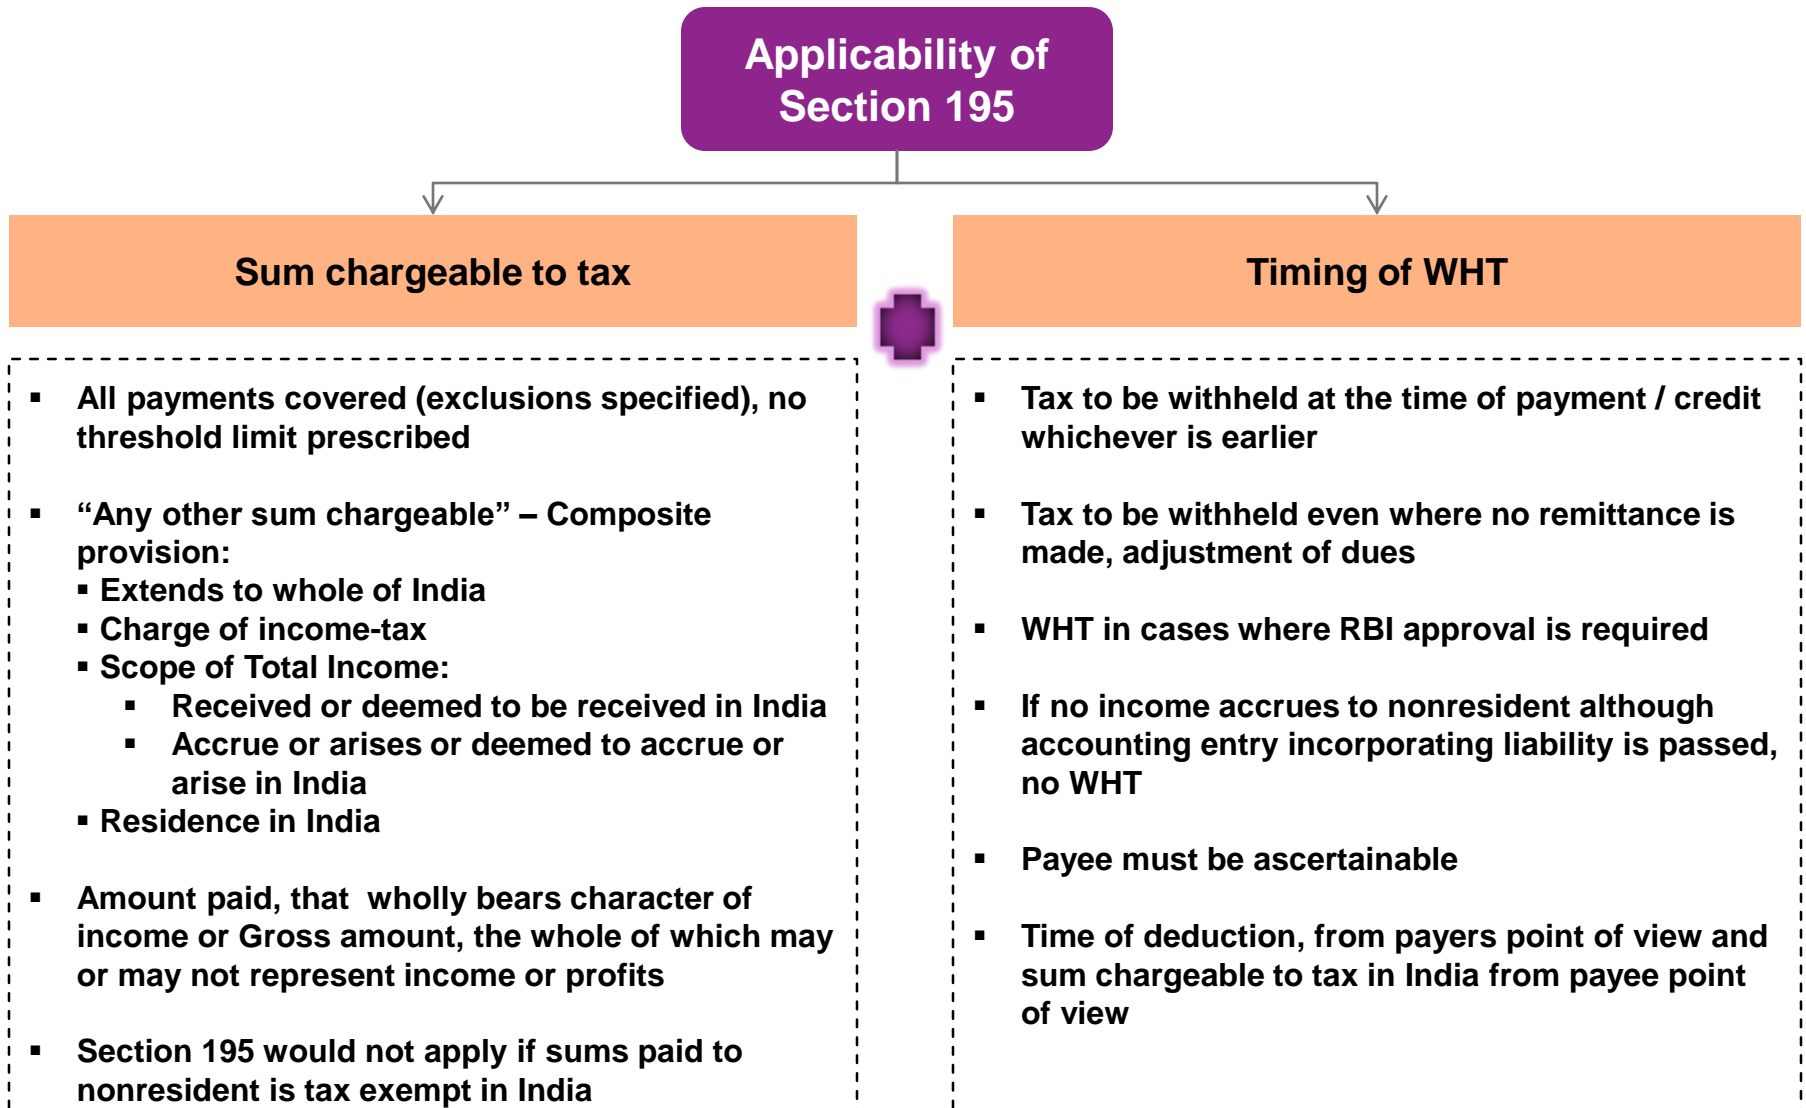 Applicability of
Section 195
Sum chargeable to tax
▪ All payments covered (exclusions specified), no
threshold limit prescribed
▪ “Any other sum chargeable” – Composite
provision:
▪ Extends to whole of India
▪ Charge of income-tax
▪ Scope of Total Income:
▪ Received or deemed to be received in India
▪ Accrue or arises or deemed to accrue or
arise in India
▪ Residence in India
▪ Amount paid, that wholly bears character of
income or Gross amount, the whole of which may
or may not represent income or profits
▪ Section 195 would not apply if sums paid to
nonresident is tax exempt in India
Timing of WHT
▪ Tax to be withheld at the time of payment / credit
whichever is earlier
▪ Tax to be withheld even where no remittance is
made, adjustment of dues
▪ WHT in cases where RBI approval is required
▪ If no income accrues to nonresident although
accounting entry incorporating liability is passed,
no WHT
▪ Payee must be ascertainable
▪ Time of deduction, from payers point of view and
sum chargeable to tax in India from payee point
of view